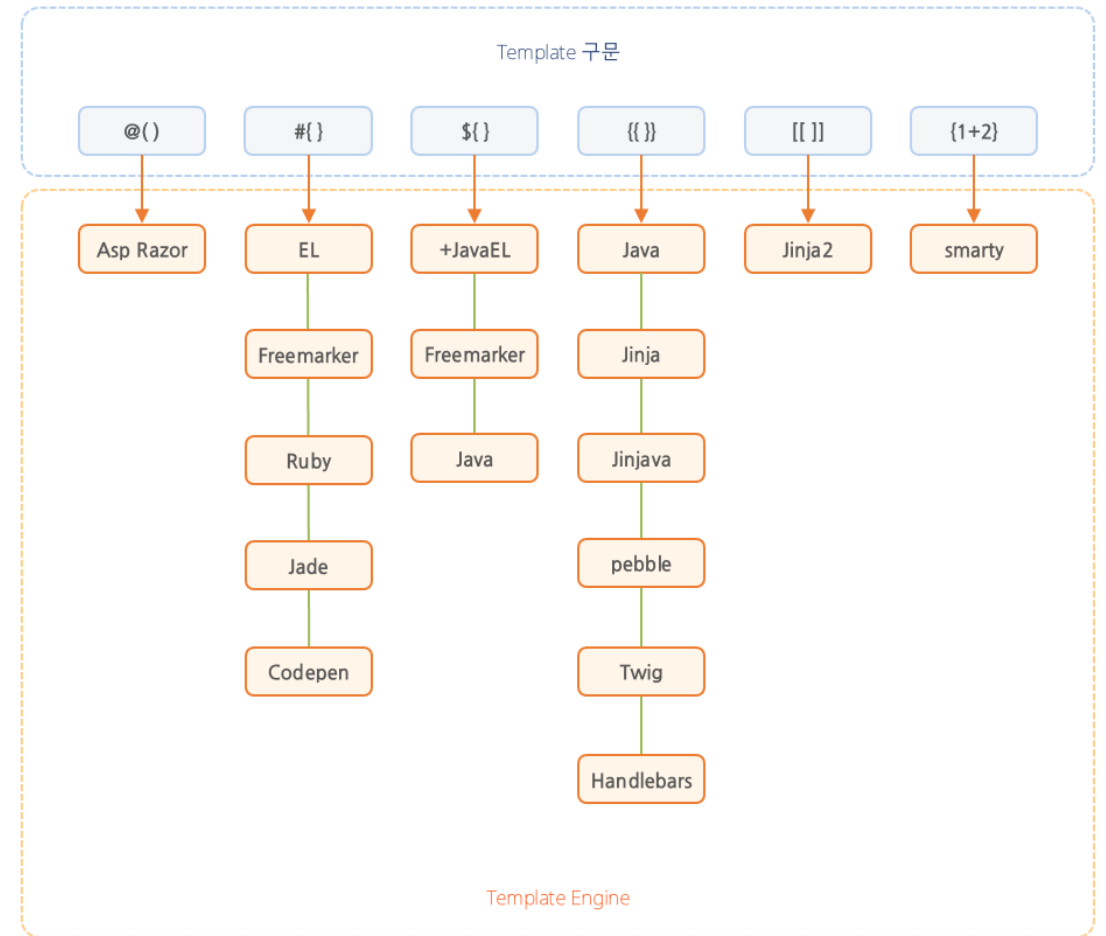 Template 구문
@( )
#{ }
${ }
{{ }}
[[ ]]
{1+2}
Asp Razor
EL
+JavaEL
Java
Jinja2
smarty
Freemarker
Freemarker
Jinja
Ruby
Java
Jinjava
Jade
pebble
Codepen
Twig
Handlebars
Template Engine